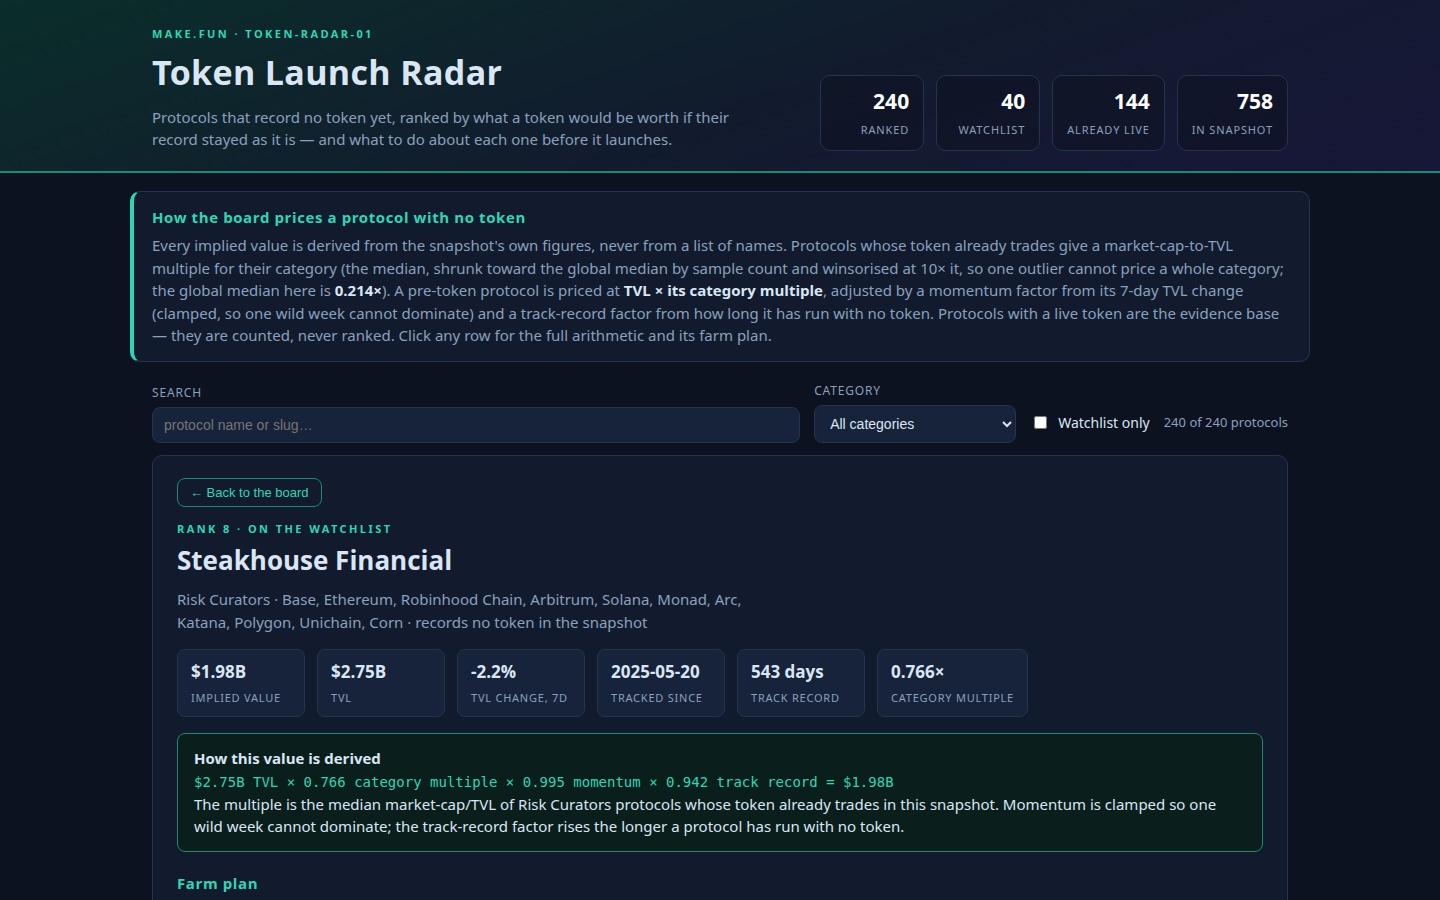 MAKE.FUN · TOKEN-RADAR-01
Token Launch Radar
Protocols that record no token yet, ranked by what a token would be worth if their
record stayed as it is — and what to do about each one before it launches.
240
RANKED
40
WATCHLIST
144
ALREADY LIVE
758
IN SNAPSHOT
How the board prices a protocol with no token
Every implied value is derived from the snapshot's own figures, never from a list of names. Protocols whose token already trades give a market-cap-to-TVL
multiple for their category (the median, shrunk toward the global median by sample count and winsorised at 10× it, so one outlier cannot price a whole category;
the global median here is 0.214×). A pre-token protocol is priced at TVL × its category multiple, adjusted by a momentum factor from its 7-day TVL change
(clamped, so one wild week cannot dominate) and a track-record factor from how long it has run with no token. Protocols with a live token are the evidence base
— they are counted, never ranked. Click any row for the full arithmetic and its farm plan.
SEARCH
protocol name or slug…
CATEGORY
All categories
Watchlist only
240 of 240 protocols
← Back to the board
RANK 8 · ON THE WATCHLIST
Steakhouse Financial
Risk Curators · Base, Ethereum, Robinhood Chain, Arbitrum, Solana, Monad, Arc,
Katana, Polygon, Unichain, Corn · records no token in the snapshot
$1.98B
IMPLIED VALUE
$2.75B
TVL
-2.2%
TVL CHANGE, 7D
2025-05-20
TRACKED SINCE
543 days
TRACK RECORD
0.766×
CATEGORY MULTIPLE
How this value is derived
$2.75B TVL × 0.766 category multiple × 0.995 momentum × 0.942 track record = $1.98B
The multiple is the median market-cap/TVL of Risk Curators protocols whose token already trades in this snapshot. Momentum is clamped so one
wild week cannot dominate; the track-record factor rises the longer a protocol has run with no token.
Farm plan